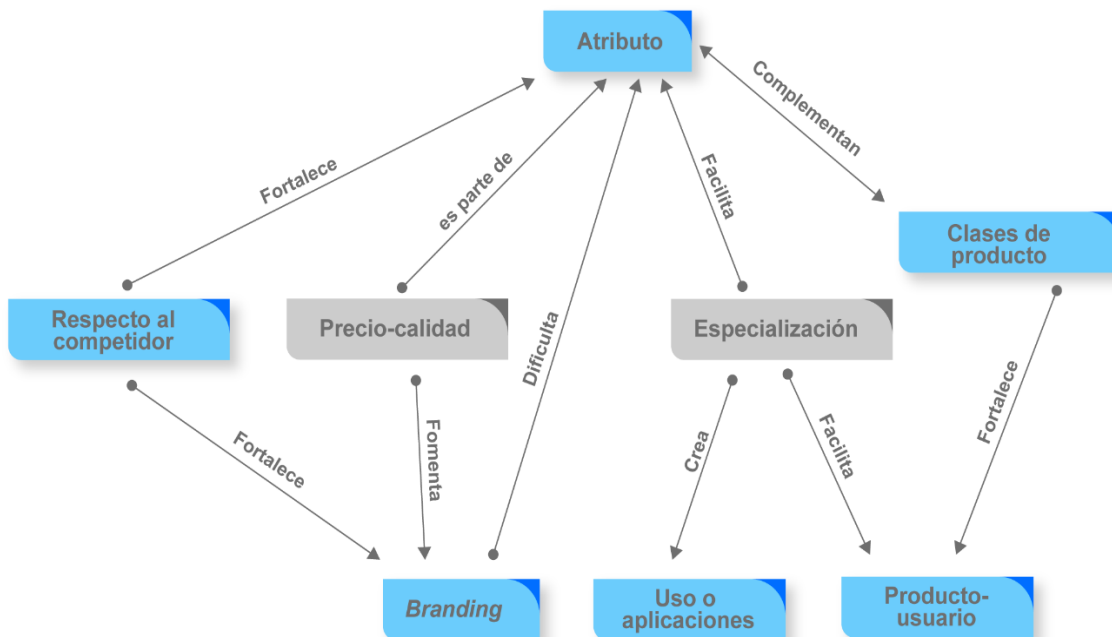 Atributo
Complementan
Fortalece
es parte de
Facilita
Clases de
producto
Respecto al
competidor
Precio-calidad
Especialización
Dificulta
Fortalece
Fortalece
Fomenta
Crea
Facilita
Branding
Uso o
aplicaciones
Producto-
usuario